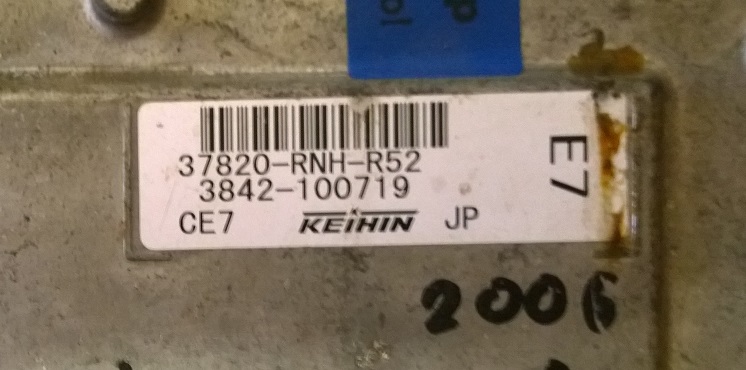 37820-RNH-R52
3842-100719
CE7 KEIHIN JP
E7
2006